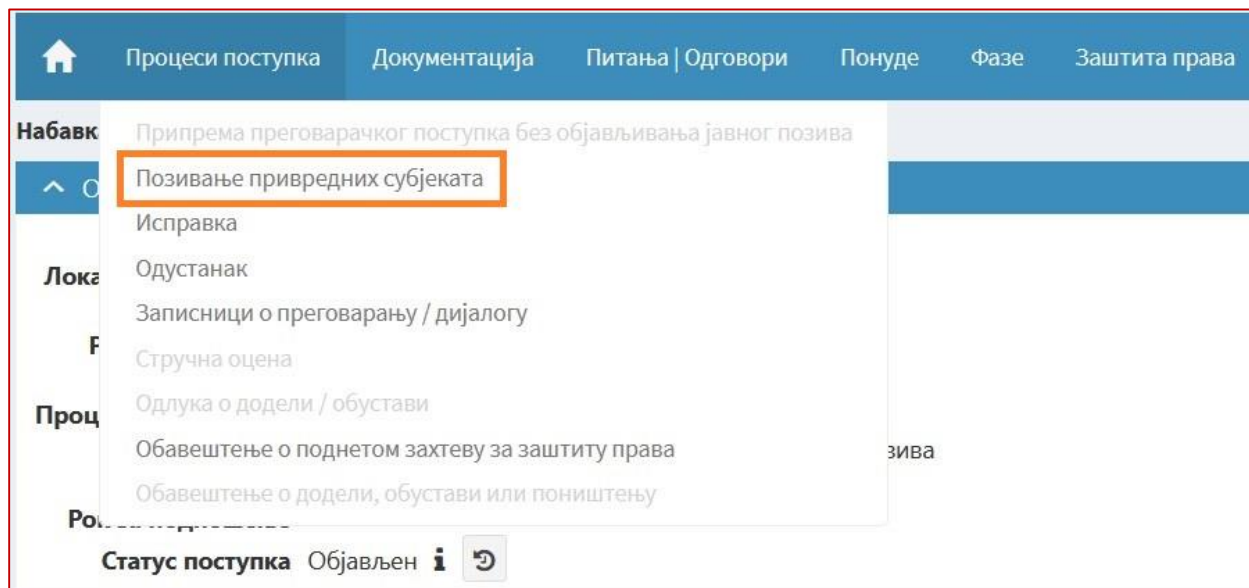 Процеси поступка Документација Питања | Одговори Понуде Фазе Заштита права
Набавк
Припрема преговарачког поступка без објављивања јавног позива
Позивање привредних субјеката
Исправка
Лока
Одустанак
Записници о преговарању / дијалогу
Стручна оцена
Проц
Одлука о додели / обустави
Обавештење о поднетом захтеву за заштиту права
зива
Обавештење о додели, обустави или поништењу
Статус поступка Објављен